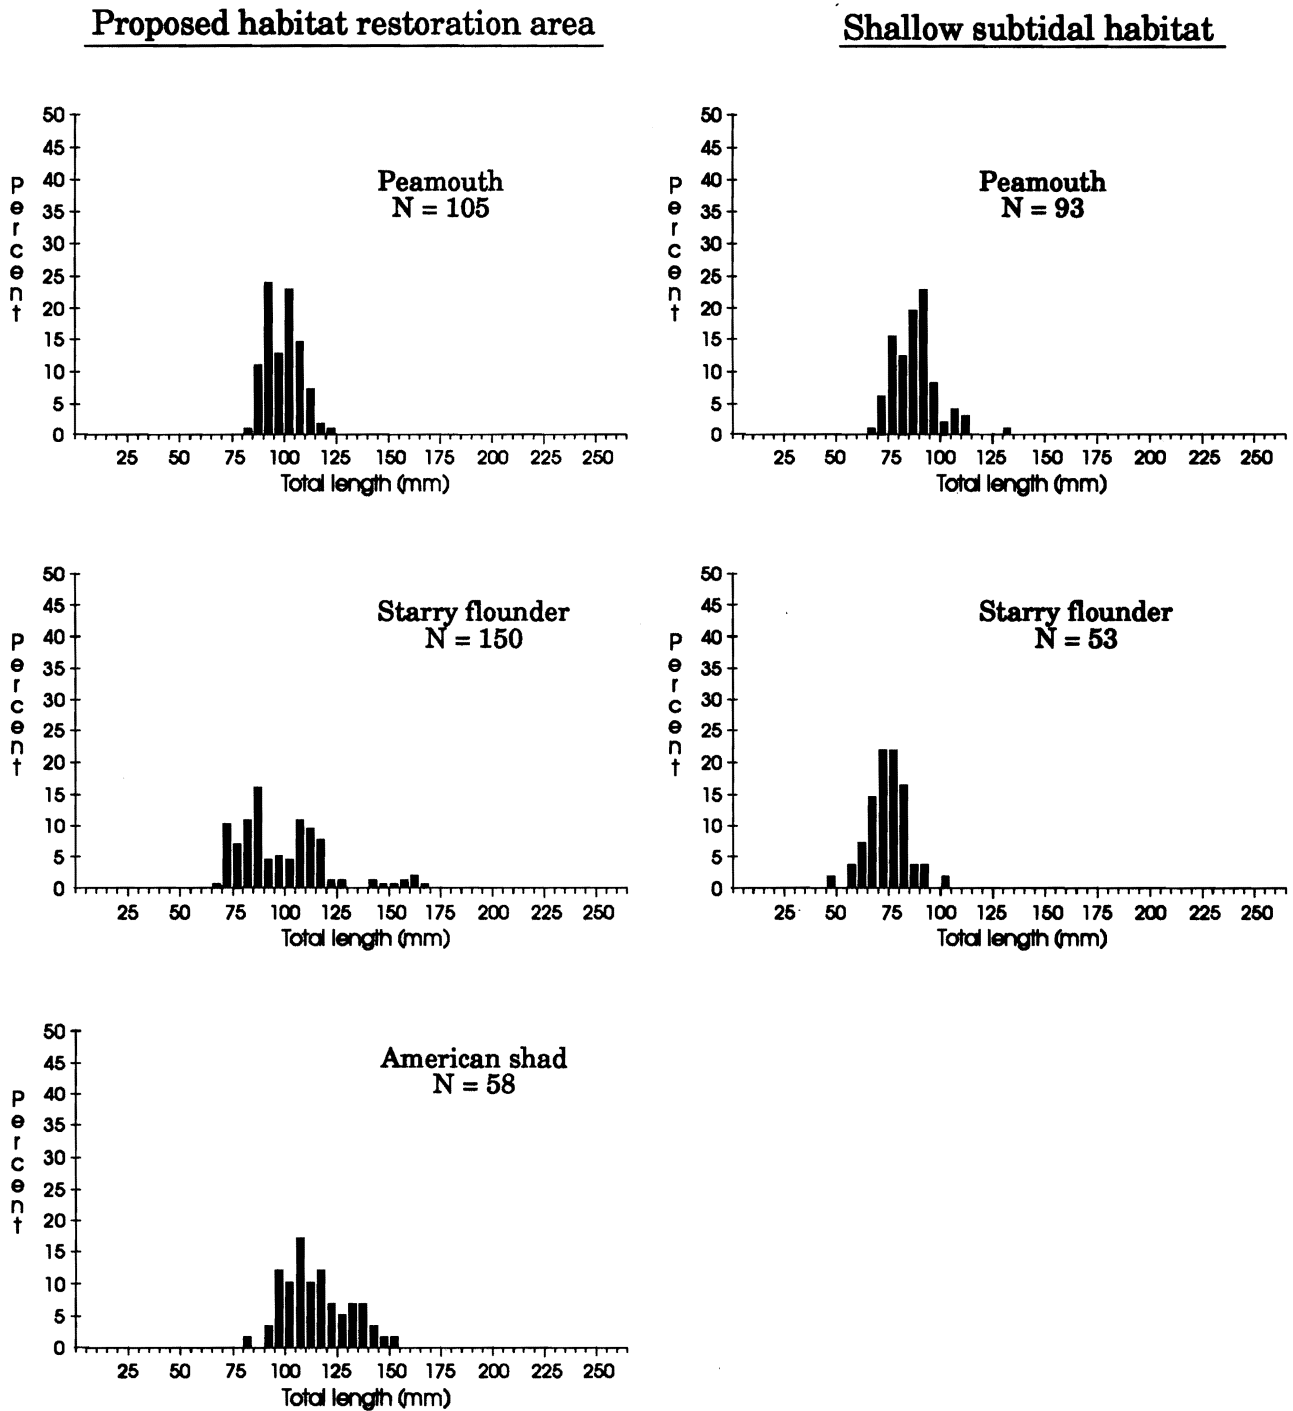 Proposed habitat restoration area
Shallow subtidal habitat
Peamouth
N = 105
Percent
50
45
40
35
30
25
20
15
10
5
0
25 50 75 100 125 150 175 200 225 250
Total length (mm)
Peamouth
N = 93
Percent
50
45
40
35
30
25
20
15
10
5
0
25 50 75 100 125 150 175 200 225 250
Total length (mm)
Starry flounder
N = 150
Percent
50
45
40
35
30
25
20
15
10
5
0
25 50 75 100 125 150 175 200 225 250
Total length (mm)
Starry flounder
N = 53
Percent
50
45
40
35
30
25
20
15
10
5
0
25 50 75 100 125 150 175 200 225 250
Total length (mm)
American shad
N = 58
Percent
50
45
40
35
30
25
20
15
10
5
0
25 50 75 100 125 150 175 200 225 250
Total length (mm)